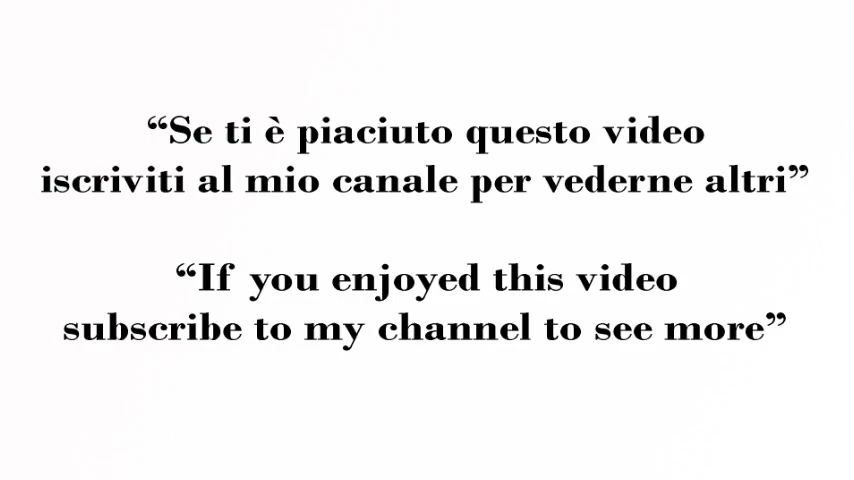 “Se ti è piaciuto questo video
iscriviti al mio canale per vederne altri”
“If you enjoyed this video
subscribe to my channel to see more”